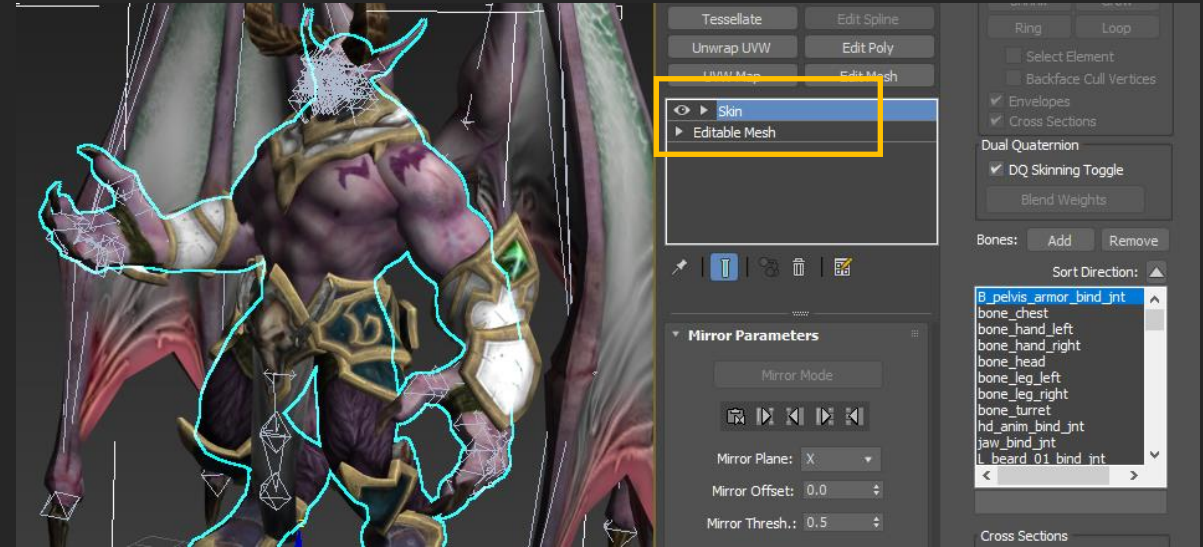 Tessellate
Edit Spline
Unwrap UVW
Edit Poly
UVW Map
Edit Mesh
Skin
Editable Mesh
Mirror Parameters
Mirror Mode
Mirror Plane: X
Mirror Offset: 0.0
Mirror Thresh.: 0.5
Ring
Loop
Select Element
Backface Cull Vertices
Envelopes
Cross Sections
Dual Quaternion
DQ Skinning Toggle
Blend Weights
Bones: Add Remove
Sort Direction:
B_pelvis_armor_bind_jnt
bone_chest
bone_hand_left
bone_hand_right
bone_head
bone_leg_left
bone_leg_right
bone_turret
hd_anim_bind_jnt
jaw_bind_jnt
L_beard_01_bind_jnt
Cross Sections